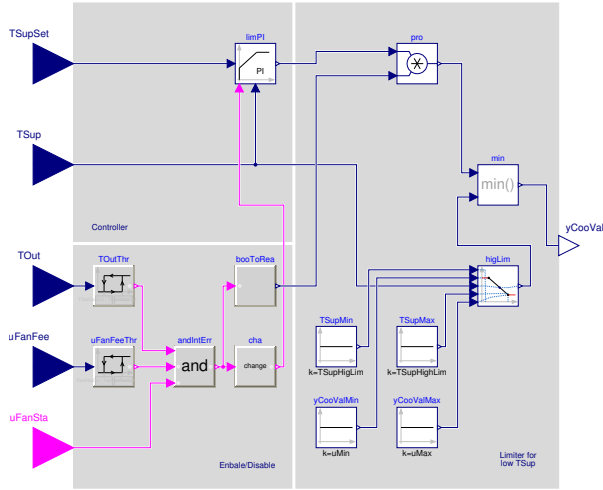 TSupSet
limPI
PI
pro
TSup
min
min()
yCooVal
Controller
TOut
TOutThr
booToRea
higLim
uFanFee
uFanFeeThr
andIntErr
and
cha
change
TSupMin
k=TSupHigLim
TSupMax
k=TSupHighLim
uFanSta
yCooValMin
k=uMin
yCooValMax
k=uMax
Enbale/Disable
Limiter for
low TSup